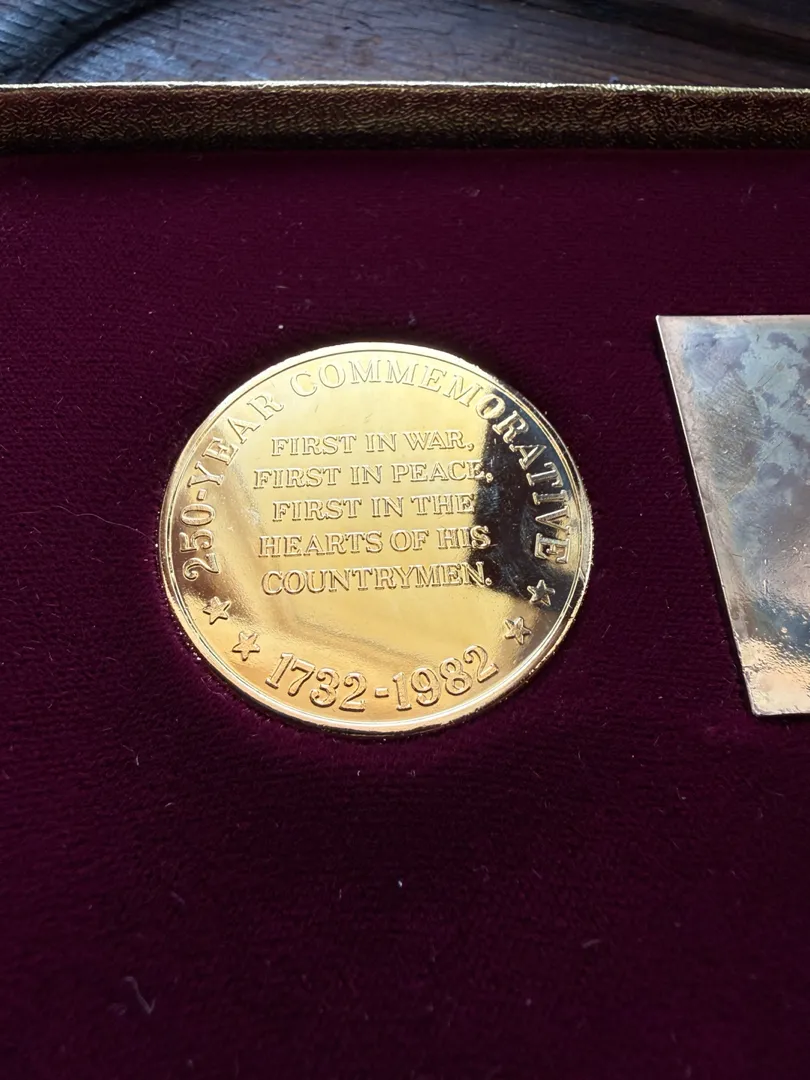 250-YEAR COMMEMORATIVE
FIRST IN WAR,
FIRST IN PEACE,
FIRST IN THE
HEARTS OF HIS
COUNTRYMEN.
1732-1982